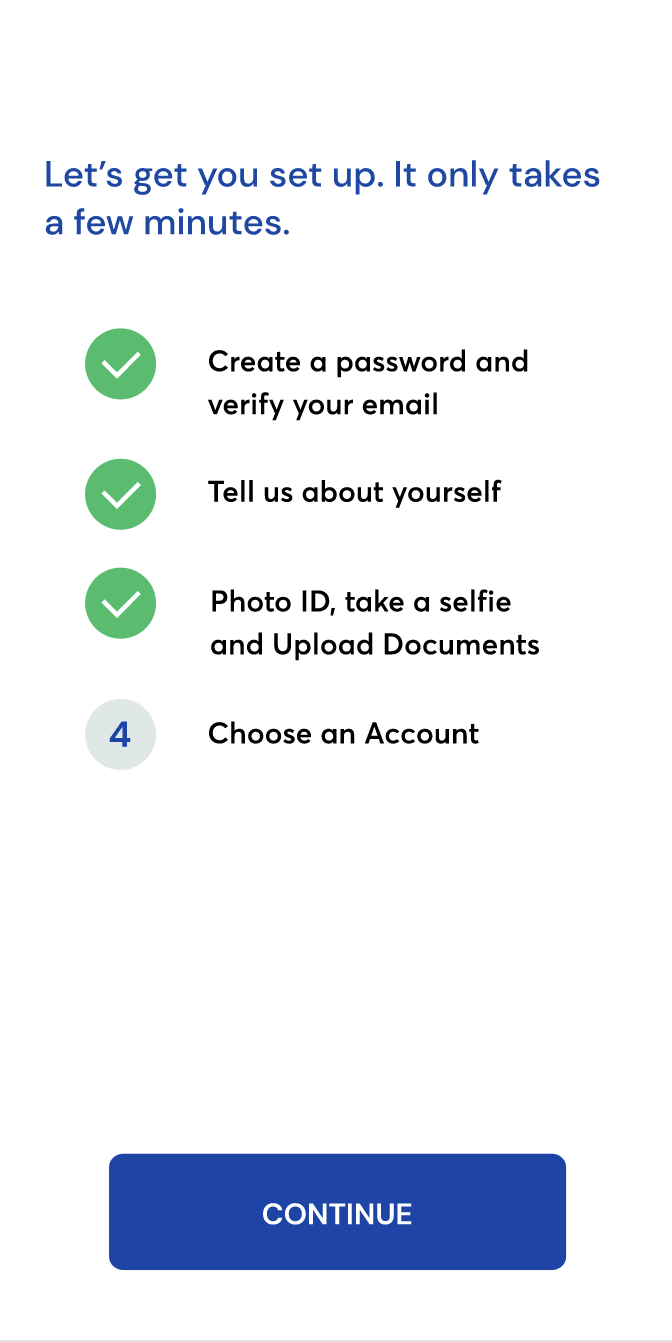 Let’s get you set up. It only takes
a few minutes.
Create a password and
verify your email
Tell us about yourself
Photo ID, take a selfie
and Upload Documents
4 Choose an Account
CONTINUE